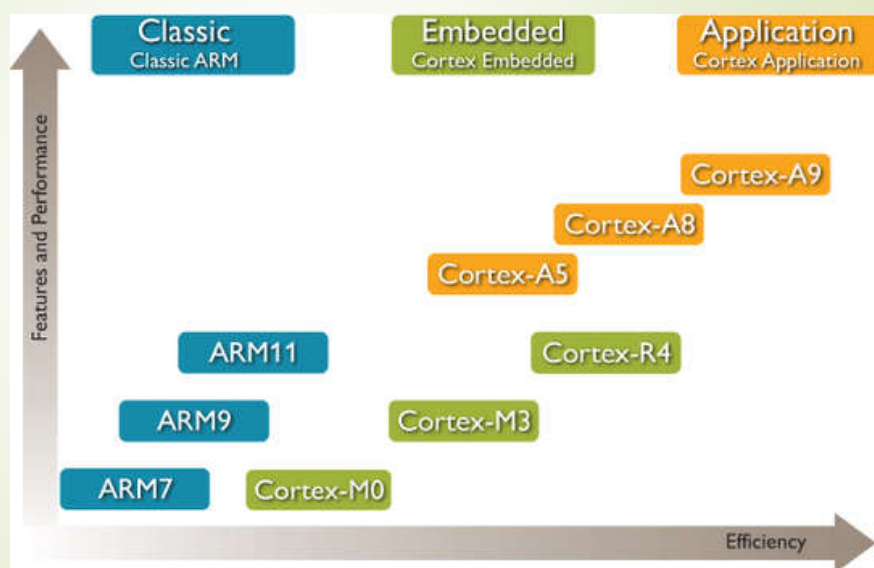 Classic
Classic ARM
Embedded
Cortex Embedded
Application
Cortex Application
Features and Performance
Cortex-A9
Cortex-A8
Cortex-A5
ARM11
Cortex-R4
ARM9
Cortex-M3
ARM7
Cortex-M0
Efficiency